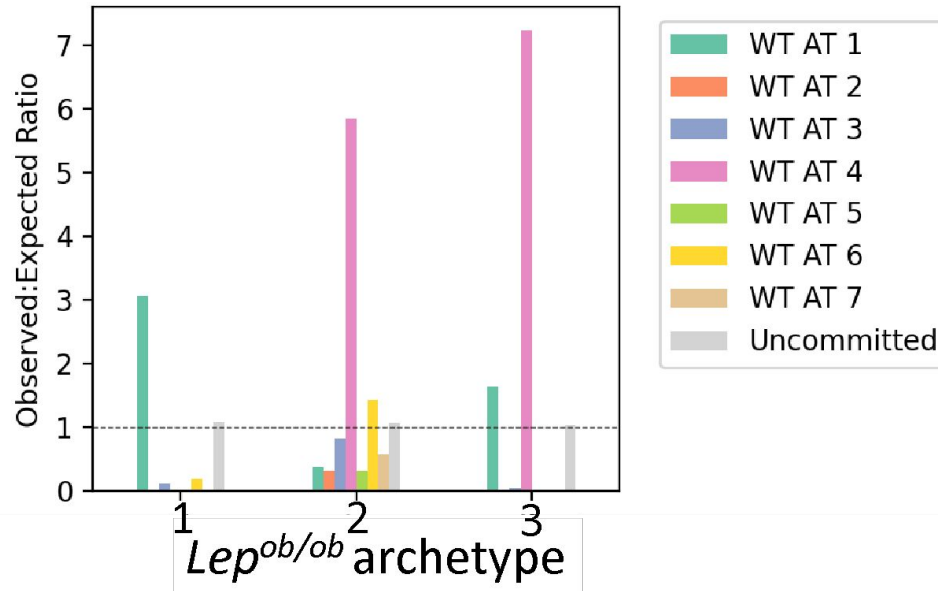 Observed:Expected Ratio
7
6
5
4
3
2
1
0
1 2 3
Lep^ob/ob archetype
WT AT 1
WT AT 2
WT AT 3
WT AT 4
WT AT 5
WT AT 6
WT AT 7
Uncommitted